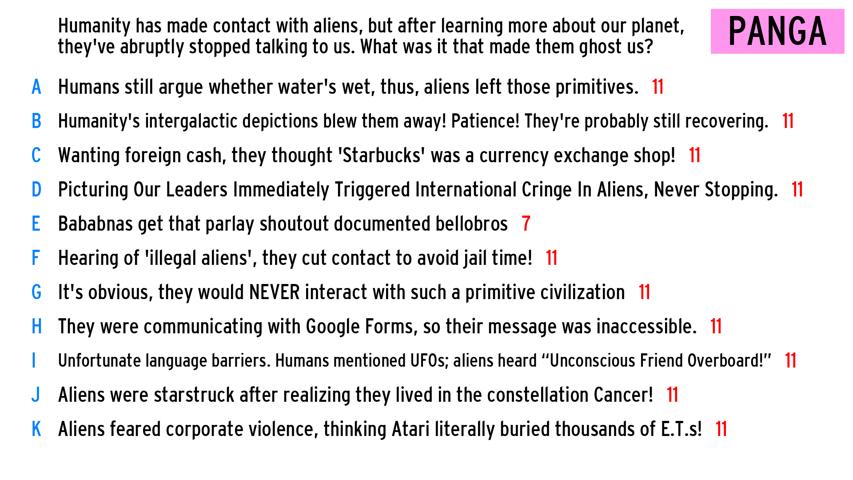 Humanity has made contact with aliens, but after learning more about our planet,
they've abruptly stopped talking to us. What was it that made them ghost us?
PANGA
A Humans still argue whether water's wet, thus, aliens left those primitives. 11
B Humanity's intergalactic depictions blew them away! Patience! They're probably still recovering. 11
C Wanting foreign cash, they thought 'Starbucks' was a currency exchange shop! 11
D Picturing Our Leaders Immediately Triggered International Cringe In Aliens, Never Stopping. 11
E Bababnas get that parlay shoutout documented bellobros 7
F Hearing of 'illegal aliens', they cut contact to avoid jail time! 11
G It's obvious, they would NEVER interact with such a primitive civilization 11
H They were communicating with Google Forms, so their message was inaccessible. 11
I Unfortunate language barriers. Humans mentioned UFOs; aliens heard “Unconscious Friend Overboard!” 11
J Aliens were starstruck after realizing they lived in the constellation Cancer! 11
K Aliens feared corporate violence, thinking Atari literally buried thousands of E.T.s! 11